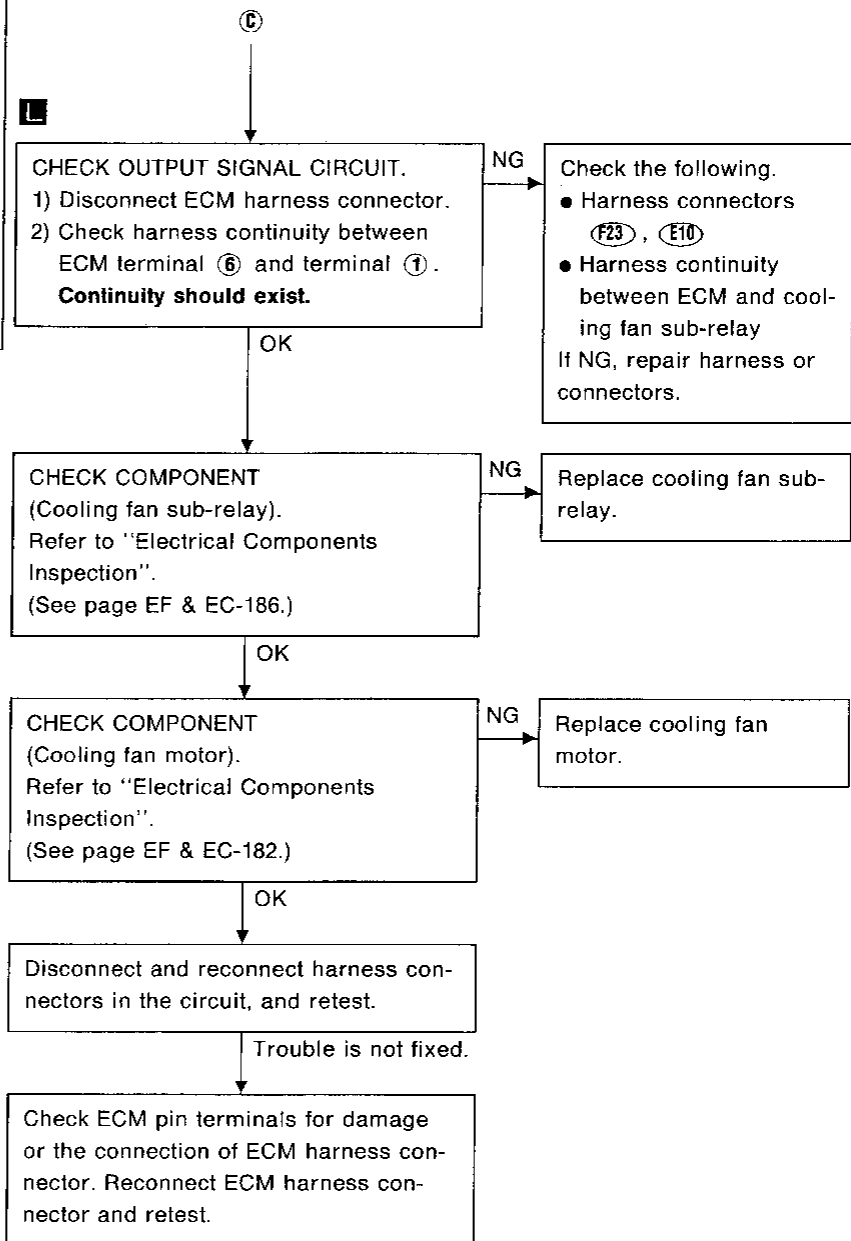 Ⓒ
L
CHECK OUTPUT SIGNAL CIRCUIT.
1) Disconnect ECM harness connector.
2) Check harness continuity between
ECM terminal ⑥ and terminal ①.
Continuity should exist.
NG
Check the following.
● Harness connectors
F23 , E10
● Harness continuity
between ECM and cool-
ing fan sub-relay
If NG, repair harness or
connectors.
OK
CHECK COMPONENT
(Cooling fan sub-relay).
Refer to "Electrical Components
Inspection".
(See page EF & EC-186.)
NG
Replace cooling fan sub-
relay.
OK
CHECK COMPONENT
(Cooling fan motor).
Refer to "Electrical Components
Inspection".
(See page EF & EC-182.)
NG
Replace cooling fan
motor.
OK
Disconnect and reconnect harness con-
nectors in the circuit, and retest.
Trouble is not fixed.
Check ECM pin terminals for damage
or the connection of ECM harness con-
nector. Reconnect ECM harness con-
nector and retest.